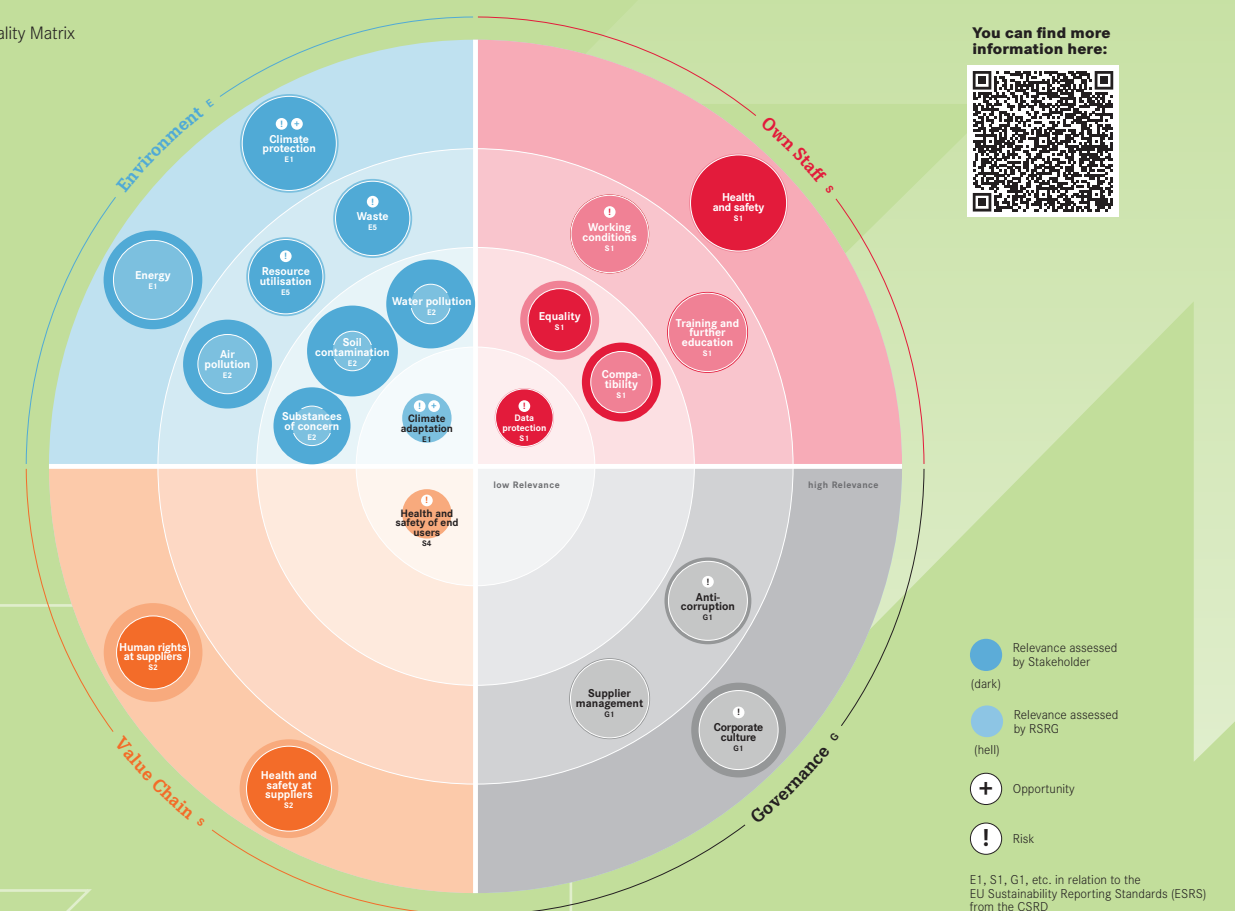 ality Matrix
You can find more
information here:
Environment E
Own Staff S
Climate
protection
E1
Waste
E5
Energy
E1
Resource
utilisation
E5
Water pollution
E2
Air
pollution
E2
Soil
contamination
E2
Substances
of concern
E2
Climate
adaptation
E1
Health
and safety
S1
Working
conditions
S1
Equality
S1
Training and
further
education
S1
Compa-
tibility
S1
Data
protection
S1
low Relevance
high Relevance
Health and
safety of end
users
S4
Human rights
at suppliers
S2
Health and
safety at
suppliers
S2
Value Chain S
Anti-
corruption
G1
Supplier
management
G1
Corporate
culture
G1
Governance G
Relevance assessed
by Stakeholder
(dark)
Relevance assessed
by RSRG
(hell)
+ Opportunity
! Risk
E1, S1, G1, etc. in relation to the
EU Sustainability Reporting Standards (ESRS)
from the CSRD